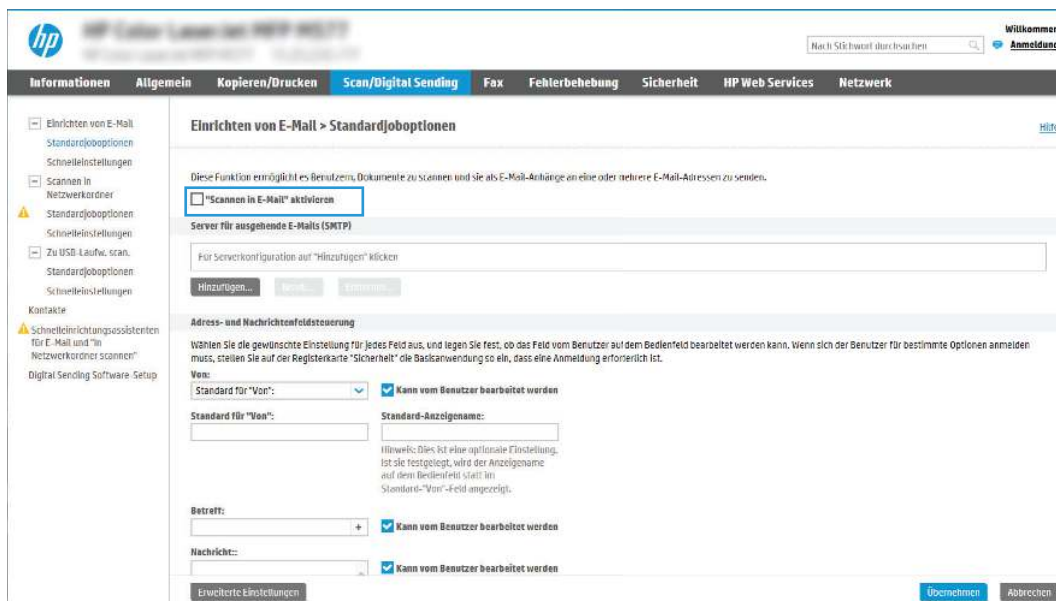 hp
Willkommen
Nach Stichwort durchsuchen
Anmeldung
Informationen Allgemein Kopieren/Drucken Scan/Digital Sending Fax Fehlerbehebung Sicherheit HP Web Services Netzwerk
Einrichten von E-Mail
Standardjoboptionen
Schnelleinstellungen
Scannen in
Netzwerkordner
Standardjoboptionen
Schnelleinstellungen
Zu USB-Laufw. scan.
Standardjoboptionen
Schnelleinstellungen
Kontakte
Schnelleinrichtungsassistenten
für E-Mail und "In
Netzwerkordner scannen"
Digital Sending Software-Setup
Einrichten von E-Mail > Standardjoboptionen
Hilfe
Diese Funktion ermöglicht es Benutzern, Dokumente zu scannen und sie als E-Mail-Anhänge an eine oder mehrere E-Mail-Adressen zu senden.
"Scannen in E-Mail" aktivieren
Server für ausgehende E-Mails (SMTP)
Für Serverkonfiguration auf "Hinzufügen" klicken
Hinzufügen...
Adress- und Nachrichtenfeldsteuerung
Wählen Sie die gewünschte Einstellung für jedes Feld aus, und legen Sie fest, ob das Feld vom Benutzer auf dem Bedienfeld bearbeitet werden kann. Wenn sich der Benutzer für bestimmte Optionen anmelden
muss, stellen Sie auf der Registerkarte "Sicherheit" die Basisanwendung so ein, dass eine Anmeldung erforderlich ist.
Von:
Standard für "Von": Kann vom Benutzer bearbeitet werden
Standard für "Von": Standard-Anzeigename:
Hinweis: Dies ist eine optionale Einstellung.
Ist sie festgelegt, wird der Anzeigename
auf dem Bedienfeld statt im
Standard-"Von"-Feld angezeigt.
Betreff:
+ Kann vom Benutzer bearbeitet werden
Nachricht::
Kann vom Benutzer bearbeitet werden
Erweiterte Einstellungen Übernehmen Abbrechen